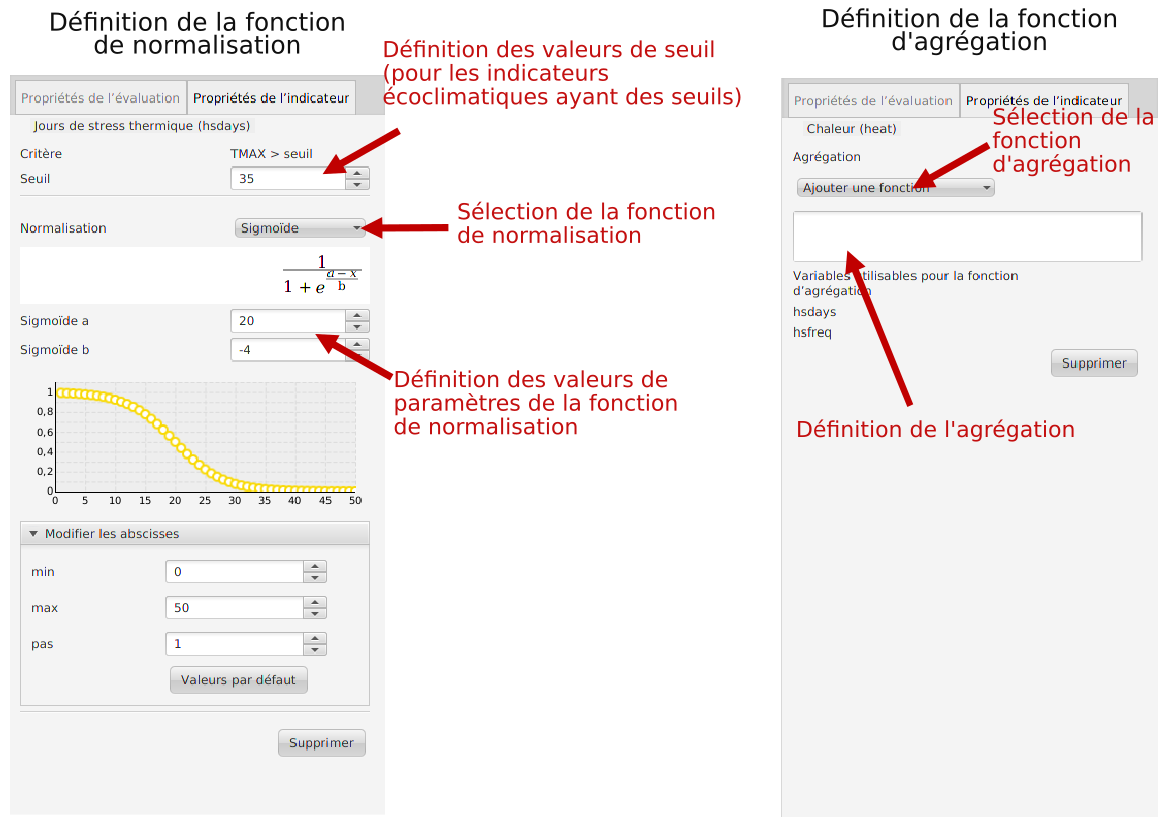 Définition de la fonction
de normalisation
Définition des valeurs de seuil
(pour les indicateurs
écoclimatiques ayant des seuils)
Propriétés de l'évaluation
Propriétés de l'indicateur
Jours de stress thermique (hsdays)
Critère
TMAX > seuil
Seuil
35
Normalisation
Sigmoïde
Sélection de la fonction
de normalisation
1
1 + e
a − x
b
Sigmoïde a
20
Sigmoïde b
-4
Définition des valeurs de
paramètres de la fonction
de normalisation
1
0,8
0,6
0,4
0,2
0
0 5 10 15 20 25 30 35 40 45 50
Modifier les abscisses
min
0
max
50
pas
1
Valeurs par défaut
Supprimer
Définition de la fonction
d'agrégation
Propriétés de l'évaluation
Propriétés de l'indicateur
Chaleur (heat)
Sélection de la
fonction
d'agrégation
Agrégation
Ajouter une fonction
Variables utilisables pour la fonction
d'agrégation
hsdays
hsfreq
Supprimer
Définition de l'agrégation